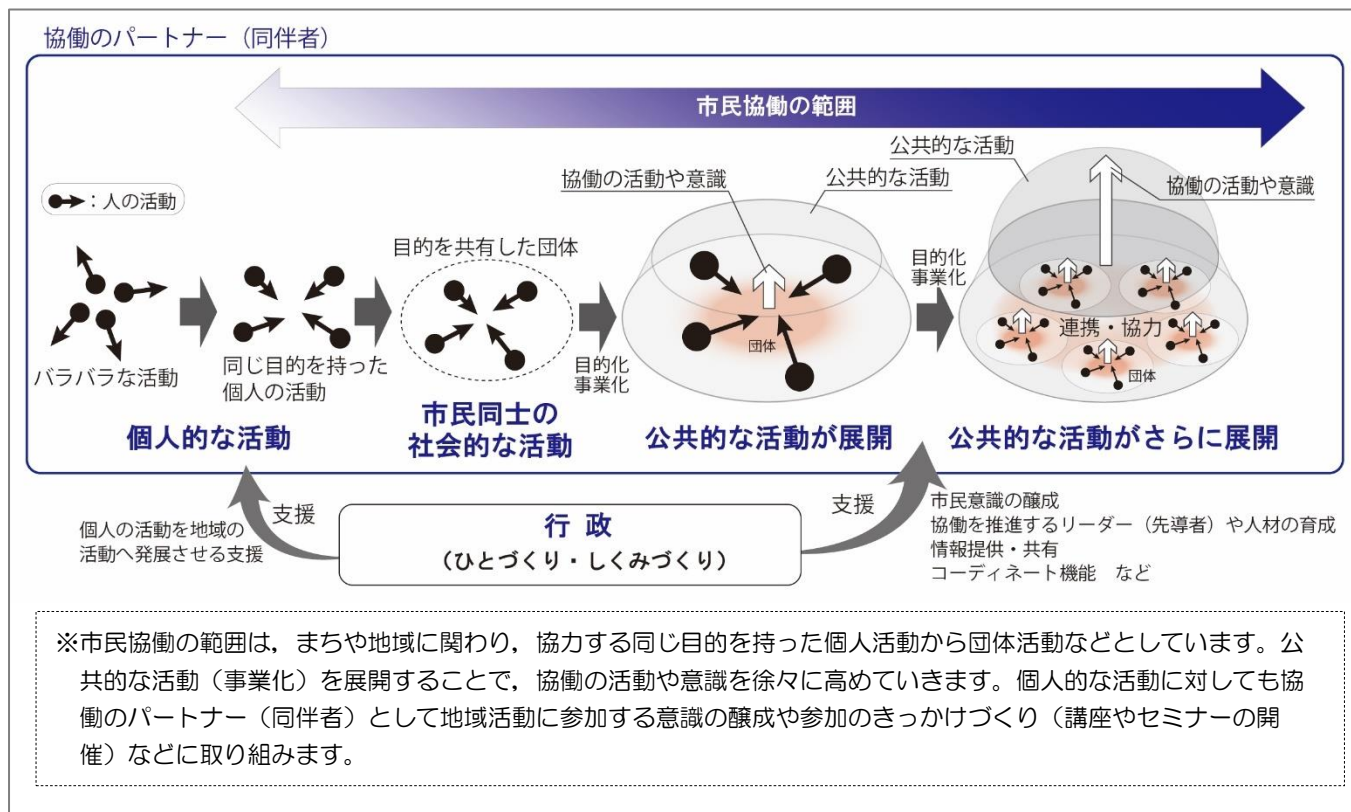 協働のパートナー（同伴者）
市民協働の範囲
公共的な活動
協働の活動や意識
公共的な活動
協働の活動や意識
：人の活動
目的を共有した団体
目的化
事業化
バラバラな活動
同じ目的を持った
個人の活動
目的化
事業化
団体
連携・協力
団体
個人的な活動
市民同士の
社会的な活動
公共的な活動が展開
公共的な活動がさらに展開
個人の活動を地域の
活動へ発展させる支援
支援
行 政
（ひとづくり・しくみづくり）
支援
市民意識の醸成
協働を推進するリーダー（先導者）や人材の育成
情報提供・共有
コーディネート機能　など
※市民協働の範囲は，まちや地域に関わり，協力する同じ目的を持った個人活動から団体活動などとしています。公
共的な活動（事業化）を展開することで，協働の活動や意識を徐々に高めていきます。個人的な活動に対しても協
働のパートナー（同伴者）として地域活動に参加する意識の醸成や参加のきっかけづくり（講座やセミナーの開
催）などに取り組みます。